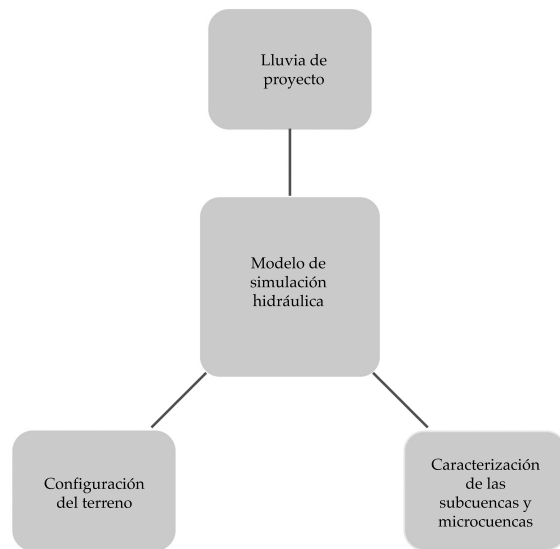 Lluvia de
proyecto
Modelo de
simulación
hidráulica
Configuración
del terreno
Caracterización
de las
subcuencas y
microcuencas